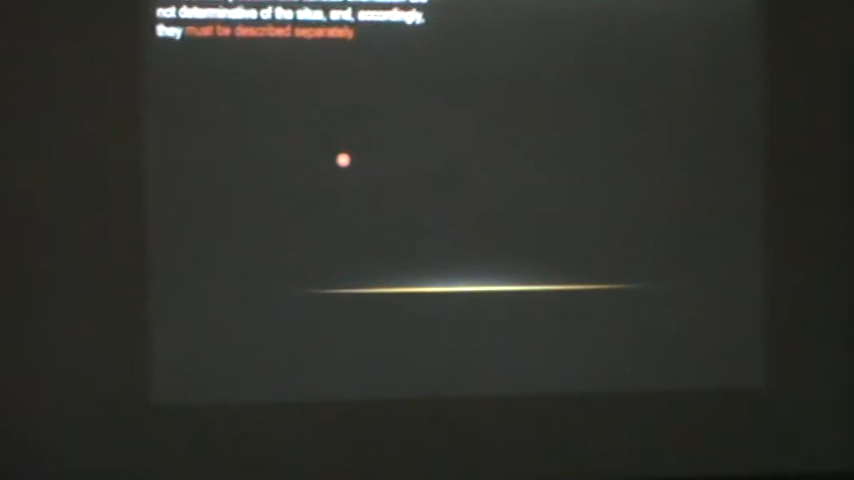 not determinative of the situs, and, accordingly,
they must be described separately